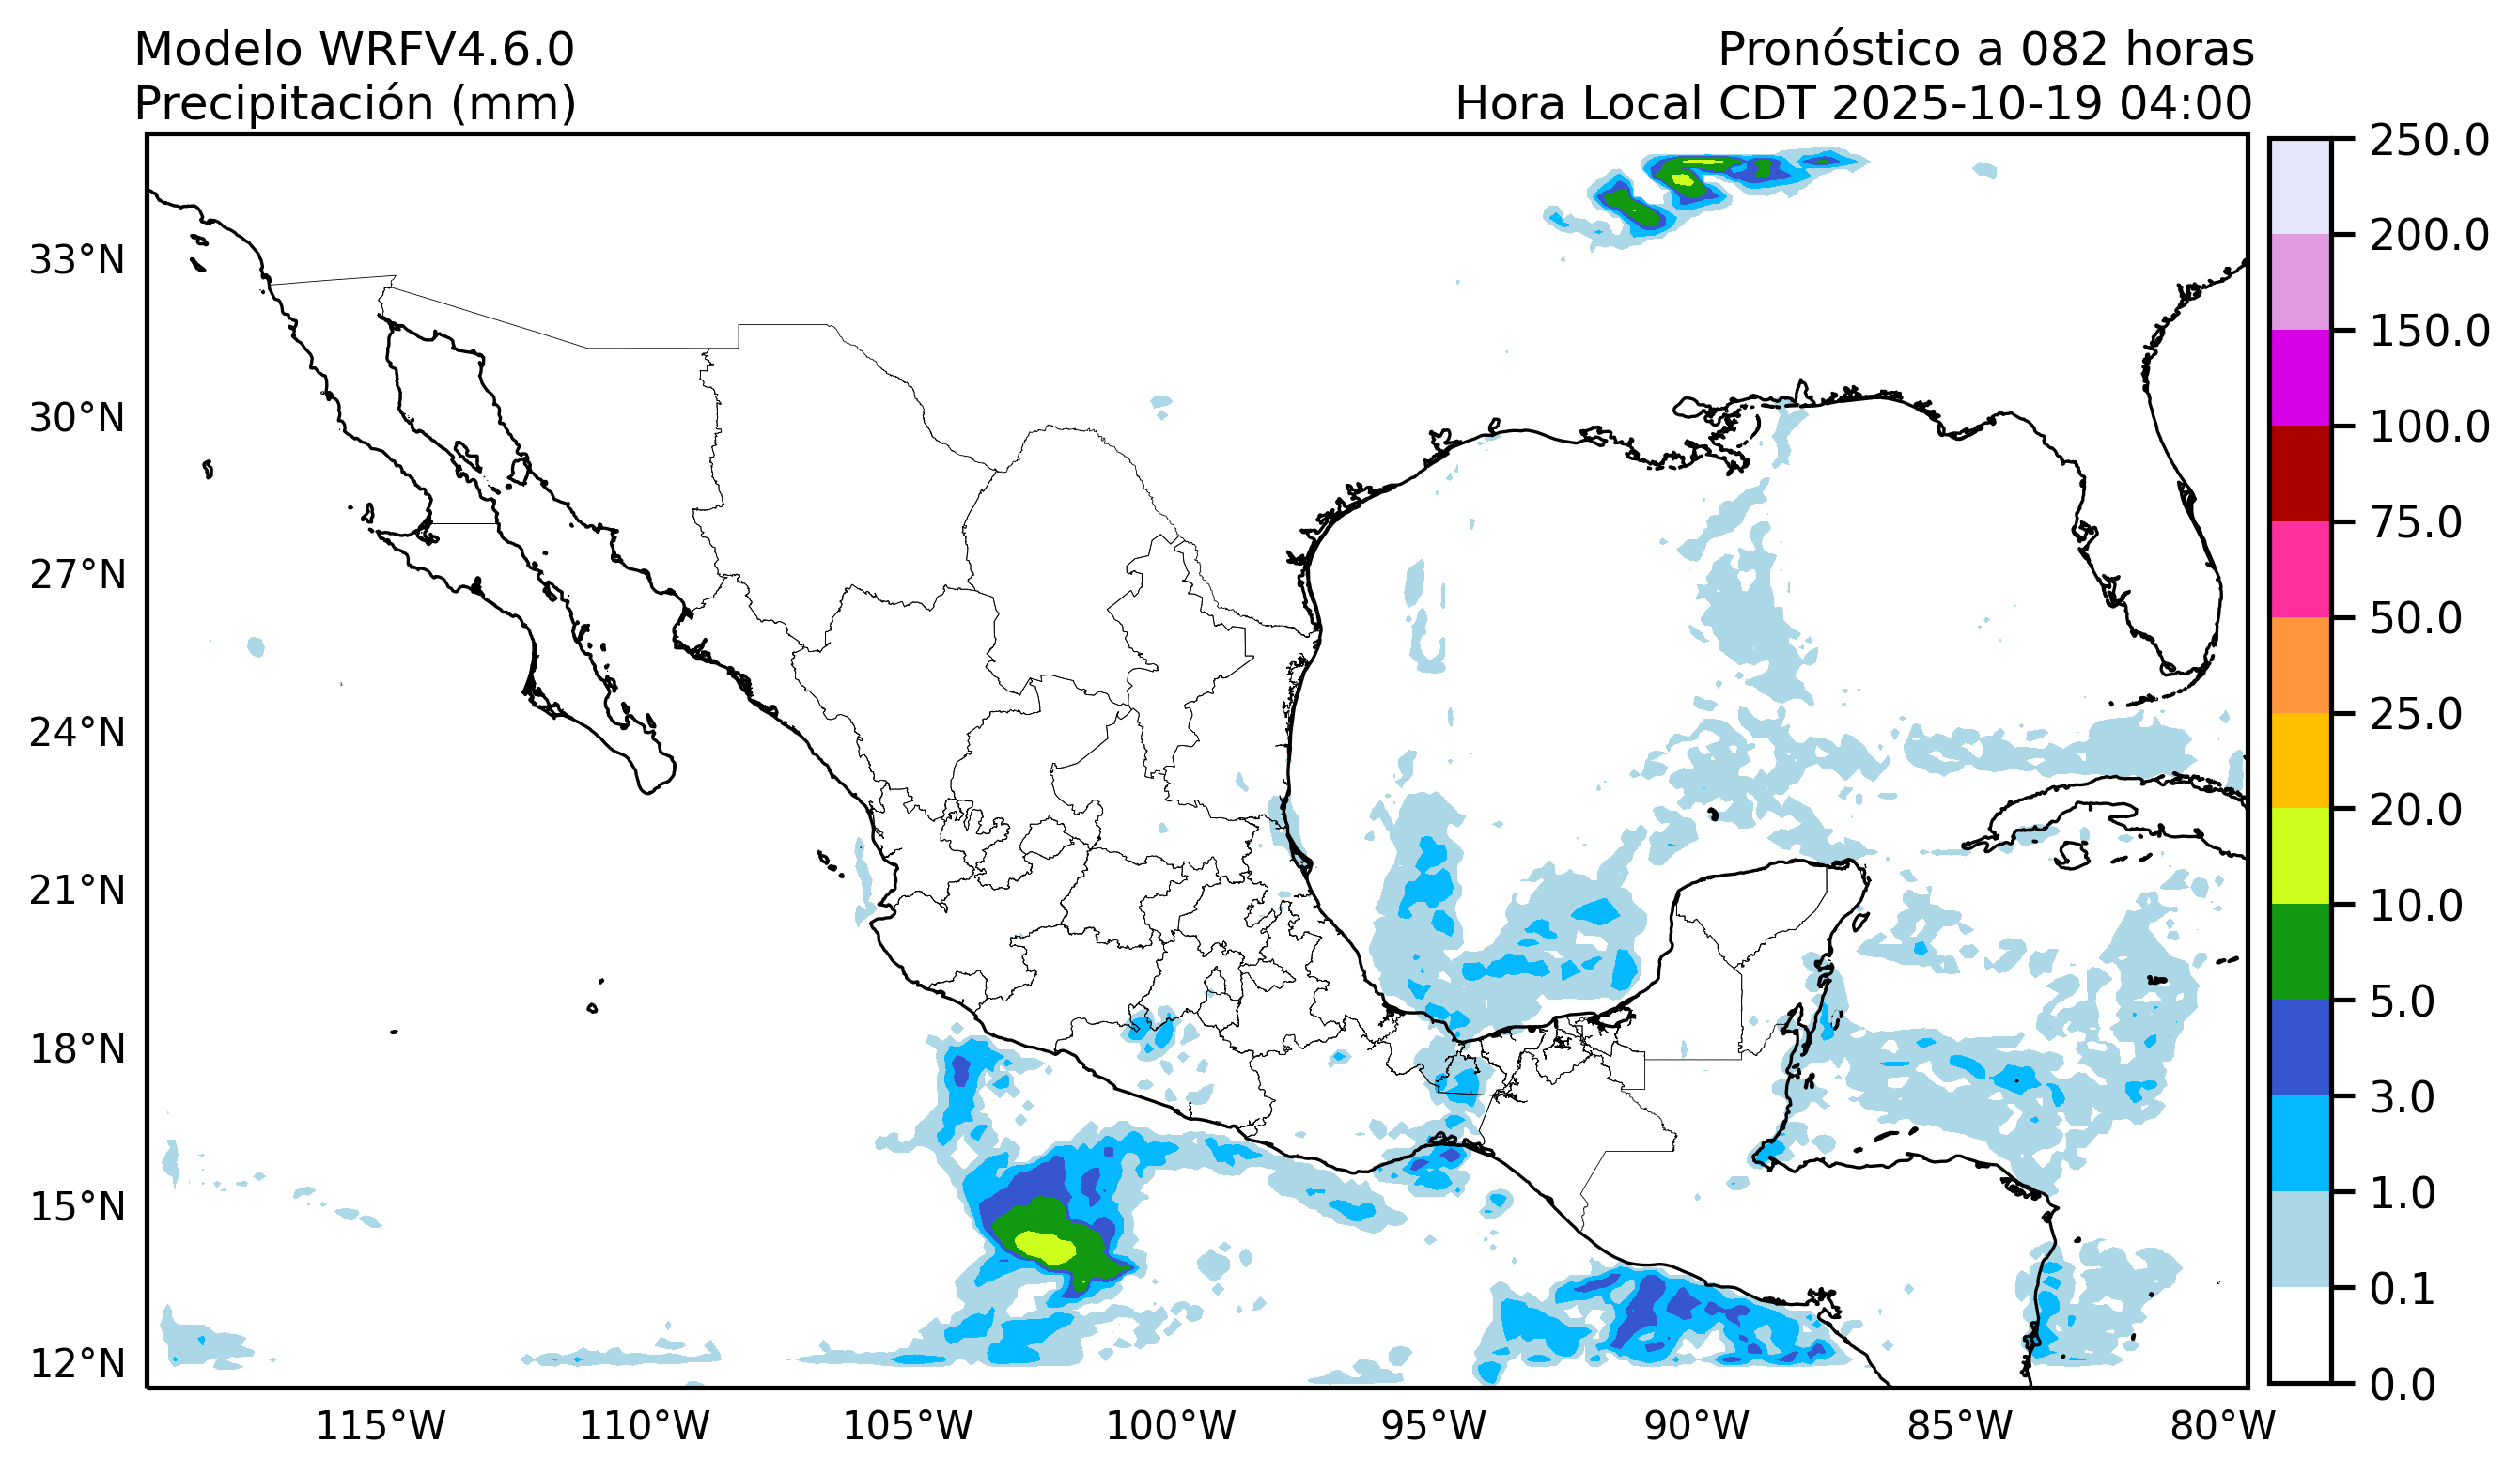 Modelo WRFV4.6.0
Pronóstico a 082 horas
Precipitación (mm)
Hora Local CDT 2025-10-19 04:00
33°N
30°N
27°N
24°N
21°N
18°N
15°N
12°N
115°W
110°W
105°W
100°W
95°W
90°W
85°W
80°W
250.0
200.0
150.0
100.0
75.0
50.0
25.0
20.0
10.0
5.0
3.0
1.0
0.1
0.0